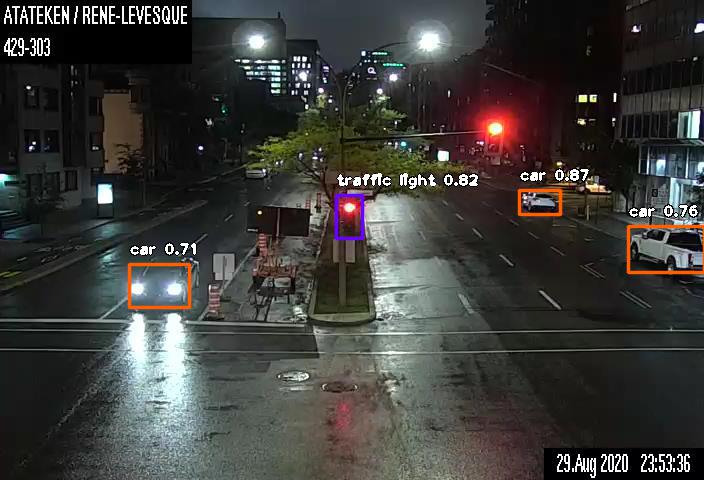 ATATEKEN / RENE-LEVESQUE
429-303
traffic light 0.82
car 0.87
car 0.76
car 0.71
29.Aug 2020 23:53:36